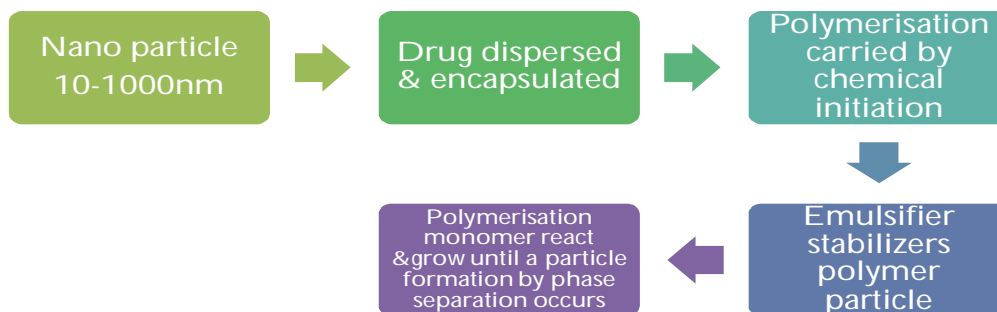 Nano particle
10-1000nm
Drug dispersed
& encapsulated
Polymerisation
carried by
chemical
initiation
Emulsifier
stabilizers
polymer
particle
Polymerisation
monomer react
&grow until a particle
formation by phase
separation occurs